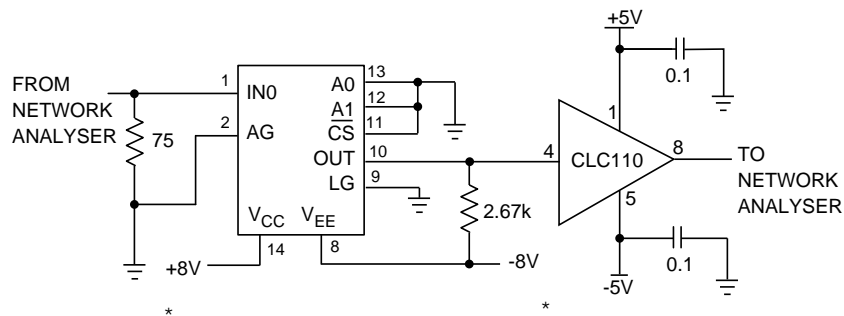 FROM
NETWORK
ANALYSER
75
1
2
IN0
AG
A0
A1
CS
OUT
LG
VCC
VEE
13
12
11
10
9
14
8
+8V
-8V
2.67k
4
CLC110
1
5
8
+5V
0.1
-5V
0.1
TO
NETWORK
ANALYSER
*
*